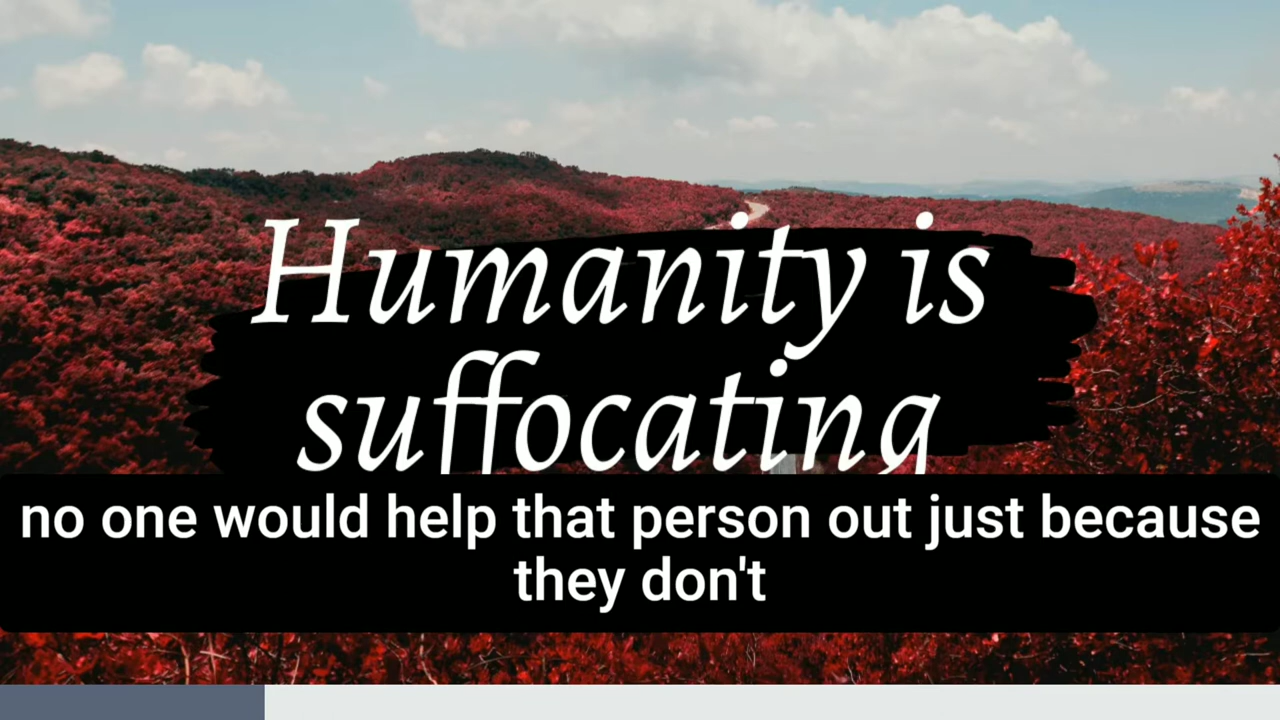 Humanity is
suffocating
no one would help that person out just because
they don't